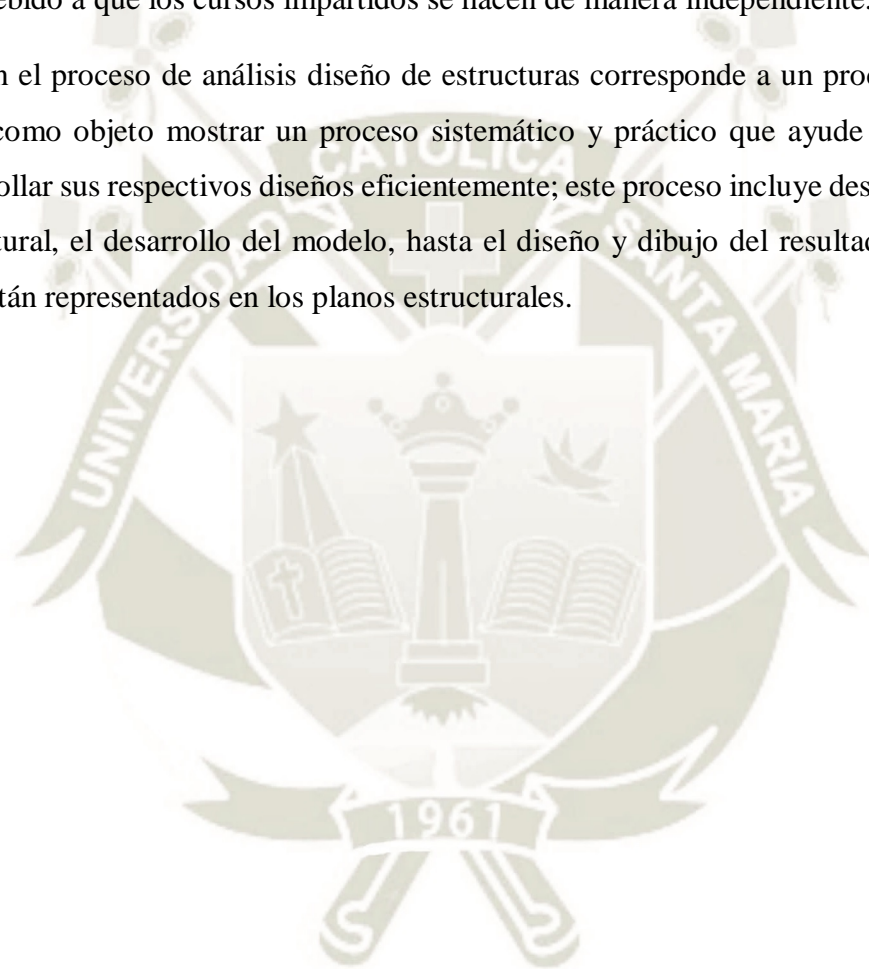 ebido a que los cursos impartidos se hacen de manera independiente.
n el proceso de análisis diseño de estructuras corresponde a un proc
como objeto mostrar un proceso sistemático y práctico que ayude
ollar sus respectivos diseños eficientemente; este proceso incluye des
tural, el desarrollo del modelo, hasta el diseño y dibujo del resultad
tán representados en los planos estructurales.
UNIVERSIDAD CATOLICA SANTA MARIA
1961